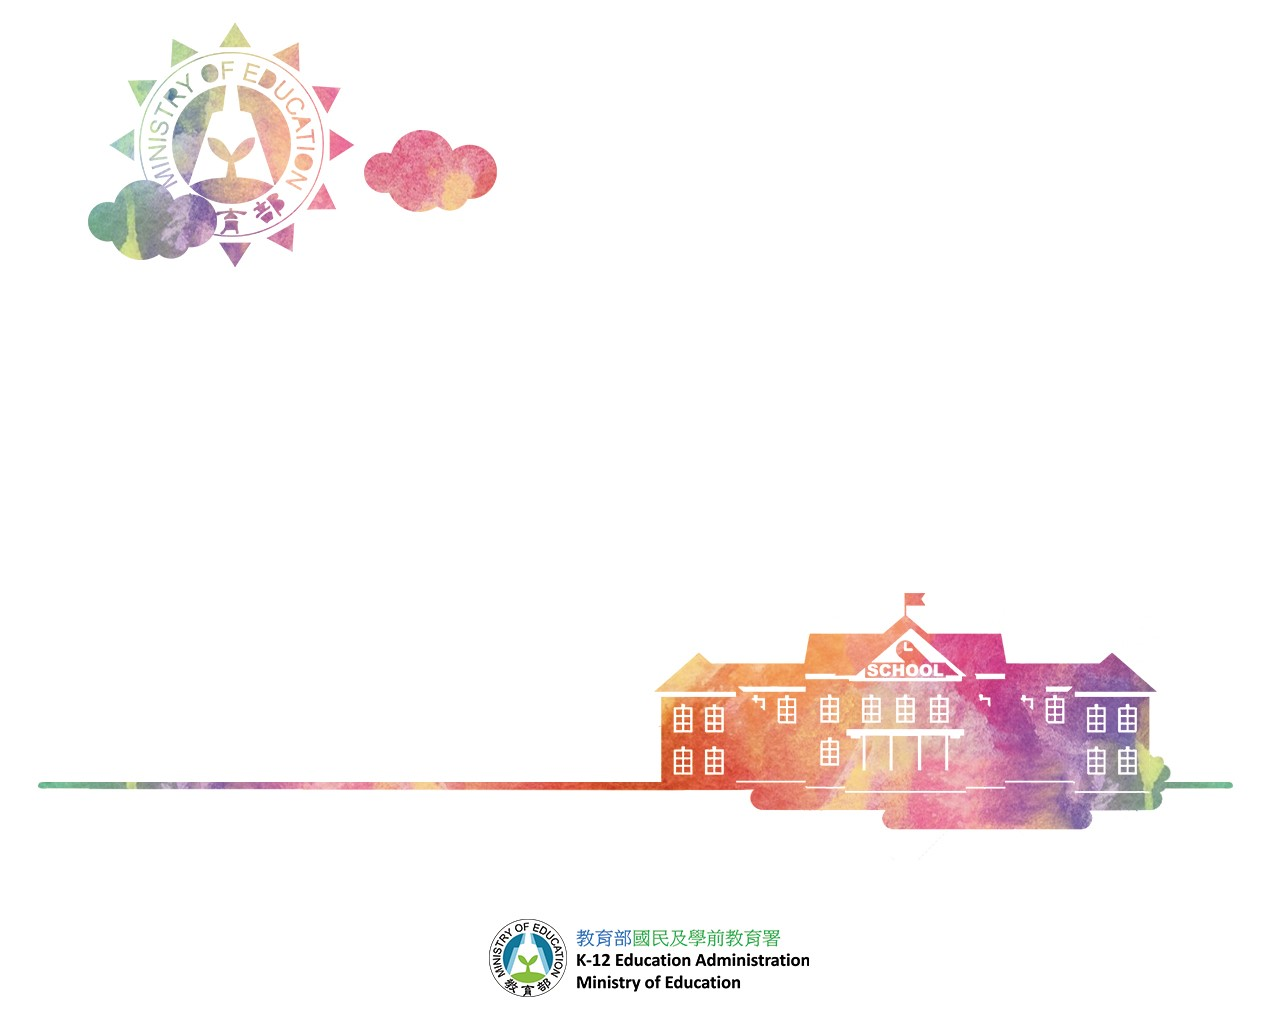 MINISTRY OF EDUCATION
育部
SCHOOL
MINISTRY OF EDUCATION
教育部
教育部國民及學前教育署
K-12 Education Administration
Ministry of Education